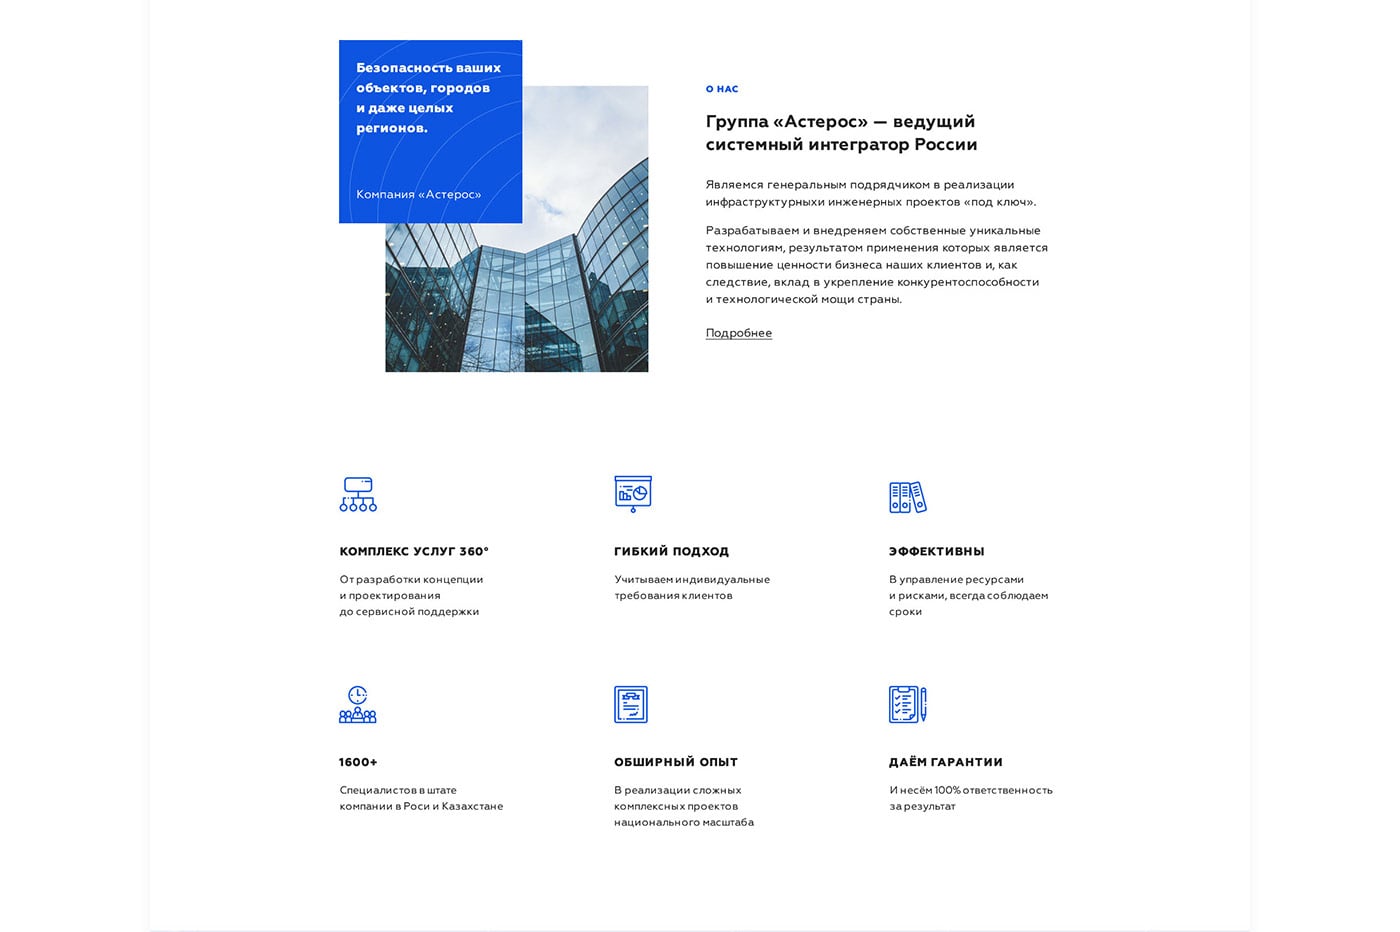 Безопасность ваших
объектов, городов
и даже целых
регионов.
Компания «Астерос»
О НАС
Группа «Астерос» — ведущий
системный интегратор России
Являемся генеральным подрядчиком в реализации
инфраструктурныхи инженерных проектов «под ключ».
Разрабатываем и внедреняем собственные уникальные
технологиям, результатом применения которых является
повышение ценности бизнеса наших клиентов и, как
следствие, вклад в укрепление конкурентоспособности
и технологической мощи страны.
Подробнее
КОМПЛЕКС УСЛУГ 360°
От разработки концепции
и проектирования
до сервисной поддержки
ГИБКИЙ ПОДХОД
Учитываем индивидуальные
требования клиентов
ЭФФЕКТИВНЫ
В управление ресурсами
и рисками, всегда соблюдаем
сроки
1600+
Специалистов в штате
компании в Роси и Казахстане
ОБШИРНЫЙ ОПЫТ
В реализации сложных
комплексных проектов
национального масштаба
ДАЁМ ГАРАНТИИ
И несём 100% ответственность
за результат